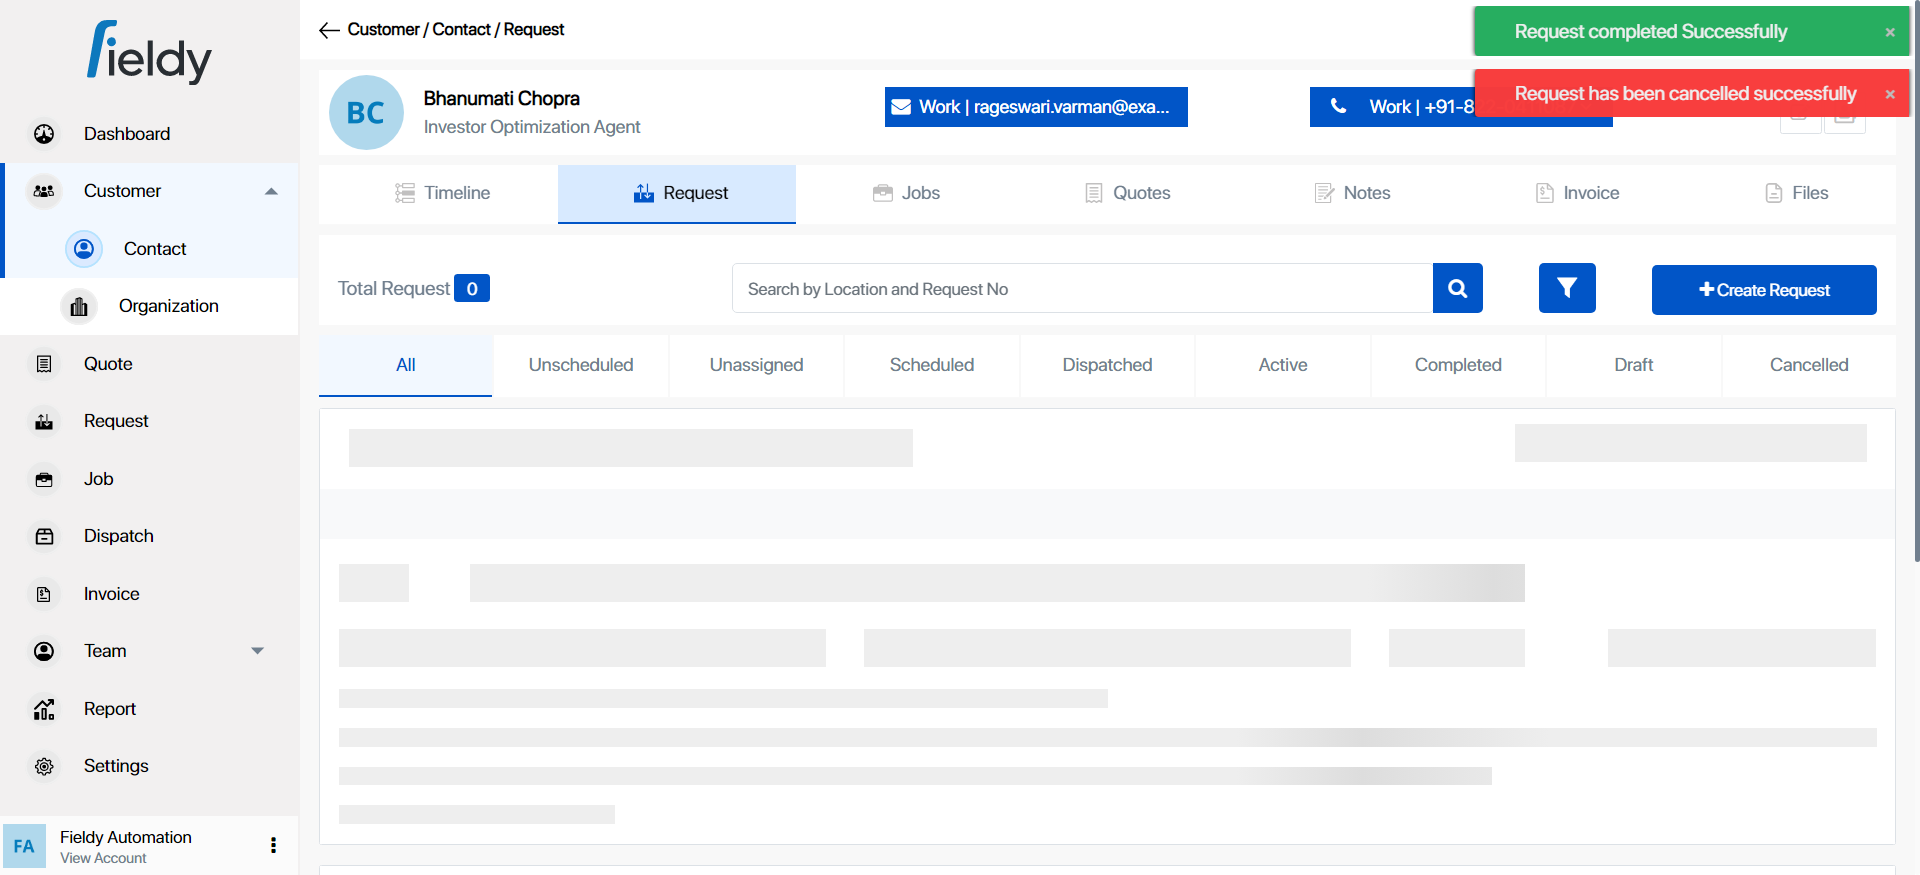 fieldy
Dashboard
Customer
Contact
Organization
Quote
Request
Job
Dispatch
Invoice
Team
Report
Settings
FA
Fieldy Automation
View Account
Customer / Contact / Request
Request completed Successfully ×
Request has been cancelled successfully ×
BC
Bhanumati Chopra
Investor Optimization Agent
Work | rageswari.varman@exa...
Work | +91-8
Timeline
Request
Jobs
Quotes
Notes
Invoice
Files
Total Request 0
Search by Location and Request No
Create Request
All
Unscheduled
Unassigned
Scheduled
Dispatched
Active
Completed
Draft
Cancelled